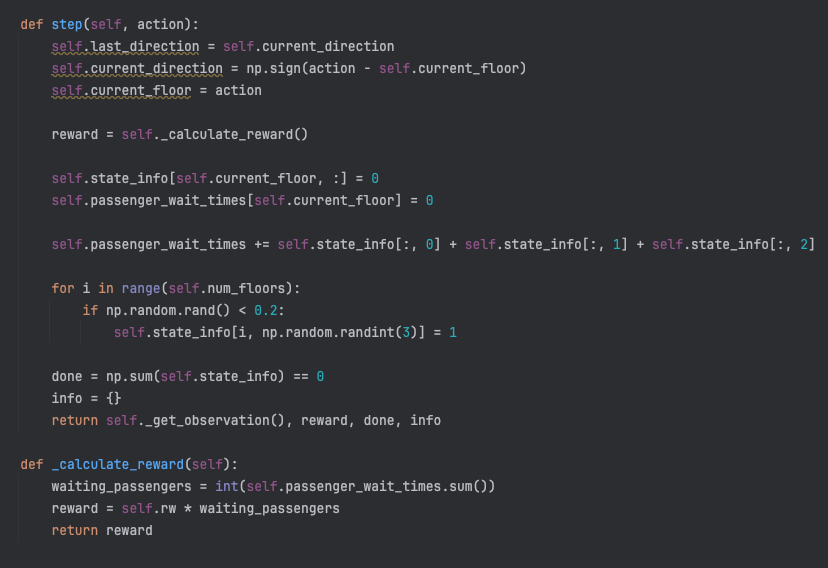 def step(self, action):
    self.last_direction = self.current_direction
    self.current_direction = np.sign(action - self.current_floor)
    self.current_floor = action
    reward = self._calculate_reward()
    self.state_info[self.current_floor, :] = 0
    self.passenger_wait_times[self.current_floor] = 0
    self.passenger_wait_times += self.state_info[:, 0] + self.state_info[:, 1] + self.state_info[:, 2]
    for i in range(self.num_floors):
        if np.random.rand() < 0.2:
            self.state_info[i, np.random.randint(3)] = 1
    done = np.sum(self.state_info) == 0
    info = {}
    return self._get_observation(), reward, done, info
def _calculate_reward(self):
    waiting_passengers = int(self.passenger_wait_times.sum())
    reward = self.rw * waiting_passengers
    return reward